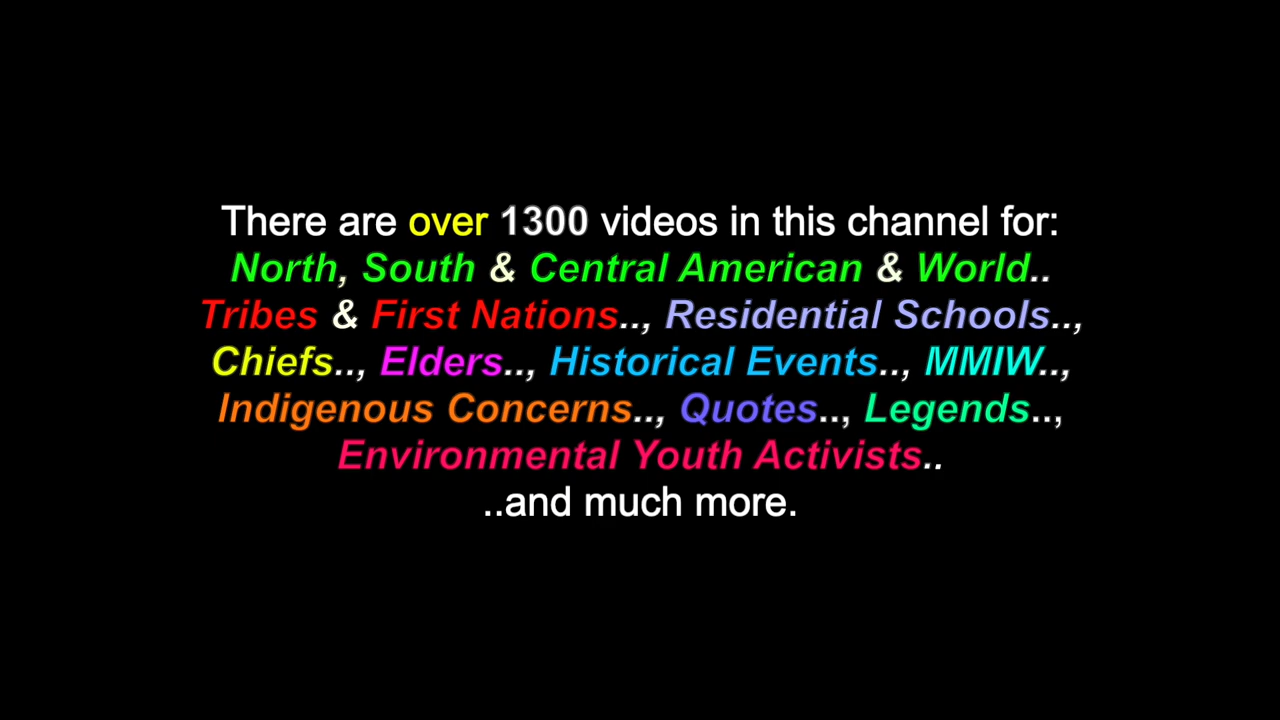 There are over 1300 videos in this channel for:
North, South & Central American & World..
Tribes & First Nations.., Residential Schools..,
Chiefs.., Elders.., Historical Events.., MMIW..,
Indigenous Concerns.., Quotes.., Legends..,
Environmental Youth Activists..
..and much more.